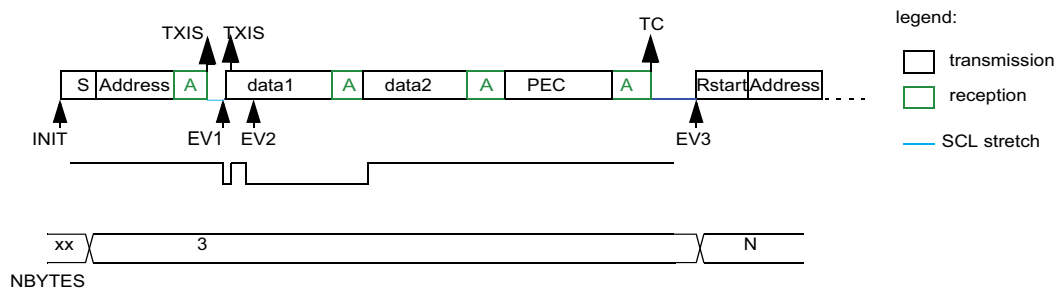 legend:
TXIS TXIS TC
transmission
S Address A data1 A data2 A PEC A Rstart Address
reception
INIT EV1 EV2 EV3
SCL stretch
xx 3 N
NBYTES